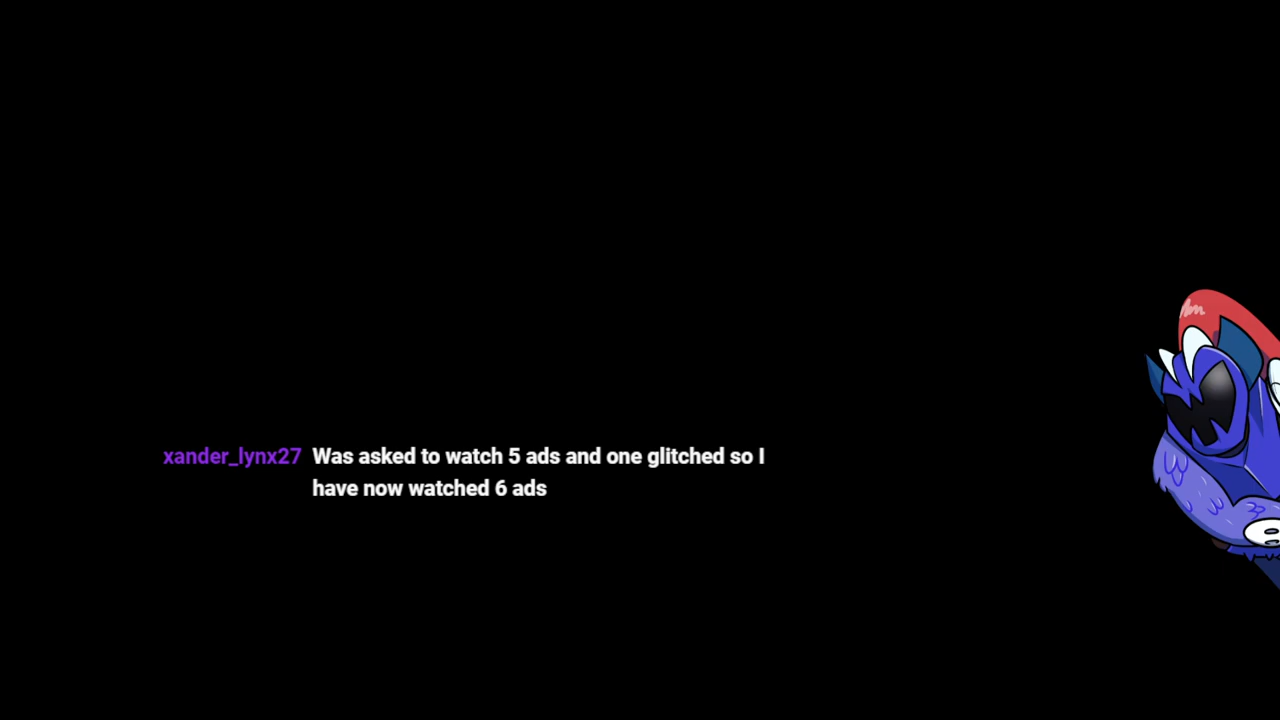 xander_lynx27 Was asked to watch 5 ads and one glitched so I
have now watched 6 ads